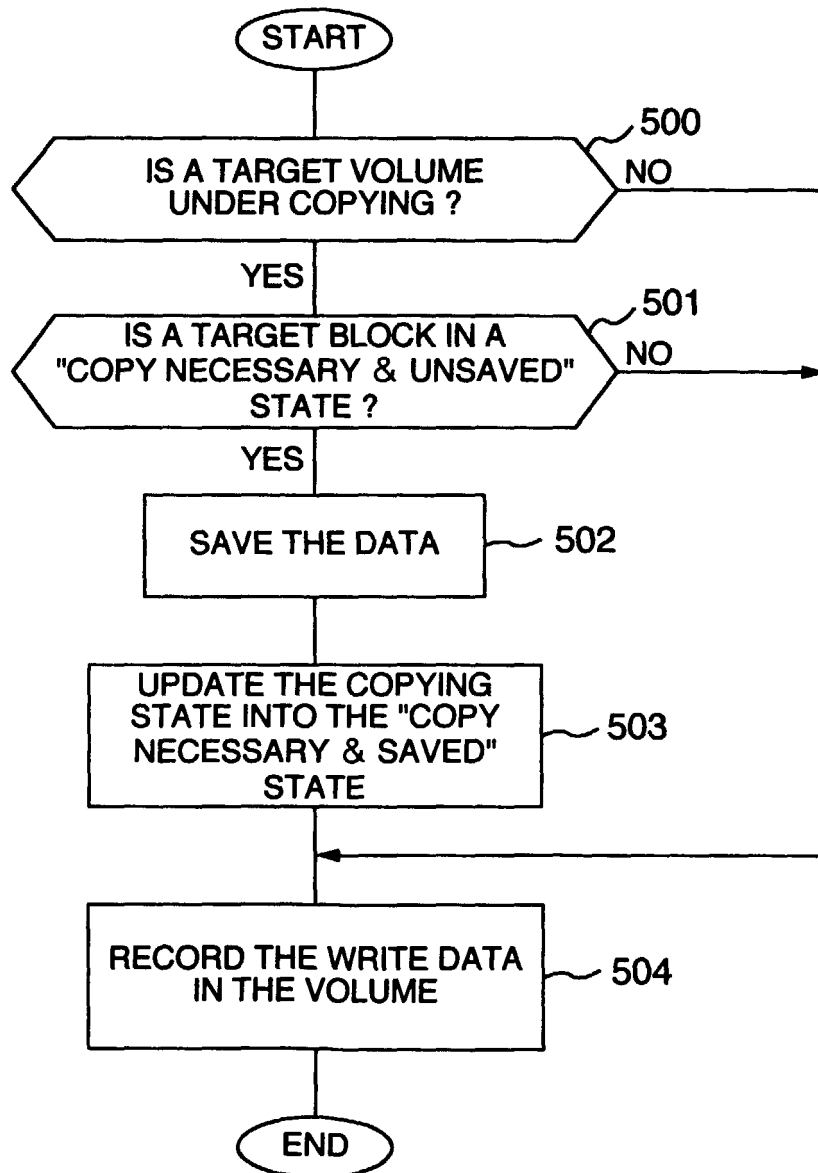 START
500
IS A TARGET VOLUME
UNDER COPYING ?
NO
YES
501
IS A TARGET BLOCK IN A
"COPY NECESSARY & UNSAVED"
STATE ?
NO
YES
SAVE THE DATA
502
UPDATE THE COPYING
STATE INTO THE "COPY
NECESSARY & SAVED"
STATE
503
RECORD THE WRITE DATA
IN THE VOLUME
504
END